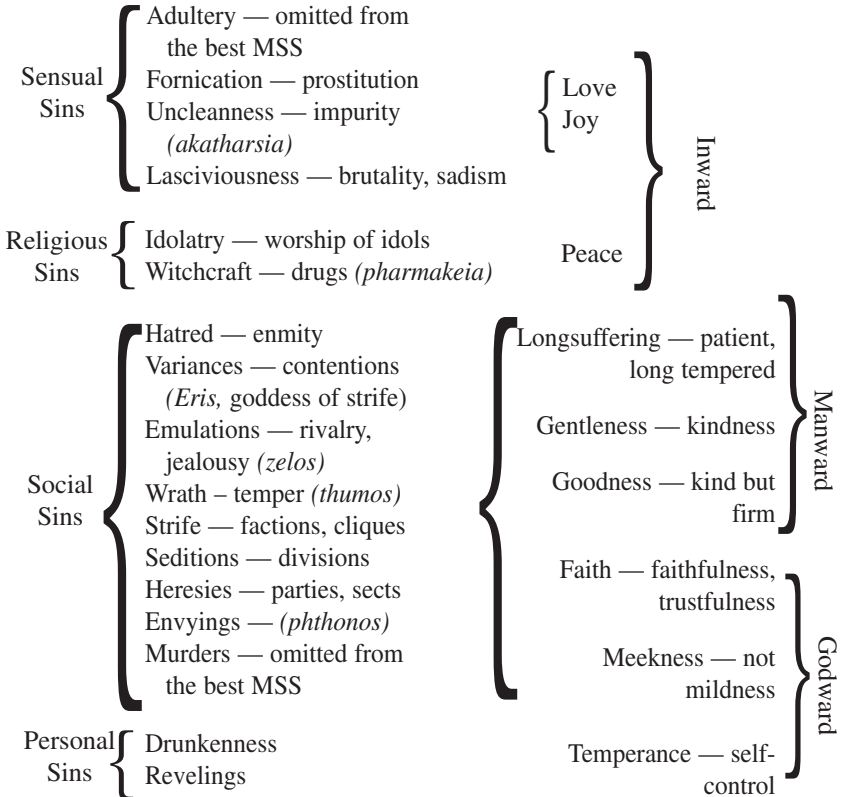 Sensual
Sins
Adultery — omitted from
the best MSS
Fornication — prostitution
Uncleanness — impurity
(akatharsia)
Lasciviousness — brutality, sadism
Religious
Sins
Idolatry — worship of idols
Witchcraft — drugs (pharmakeia)
Social
Sins
Hatred — enmity
Variances — contentions
(Eris, goddess of strife)
Emulations — rivalry,
jealousy (zelos)
Wrath – temper (thumos)
Strife — factions, cliques
Seditions — divisions
Heresies — parties, sects
Envyings — (phthonos)
Murders — omitted from
the best MSS
Personal
Sins
Drunkenness
Revelings
Love
Joy
Peace
Inward
Longsuffering — patient,
long tempered
Gentleness — kindness
Goodness — kind but
firm
Manward
Faith — faithfulness,
trustfulness
Meekness — not
mildness
Temperance — self-
control
Godward